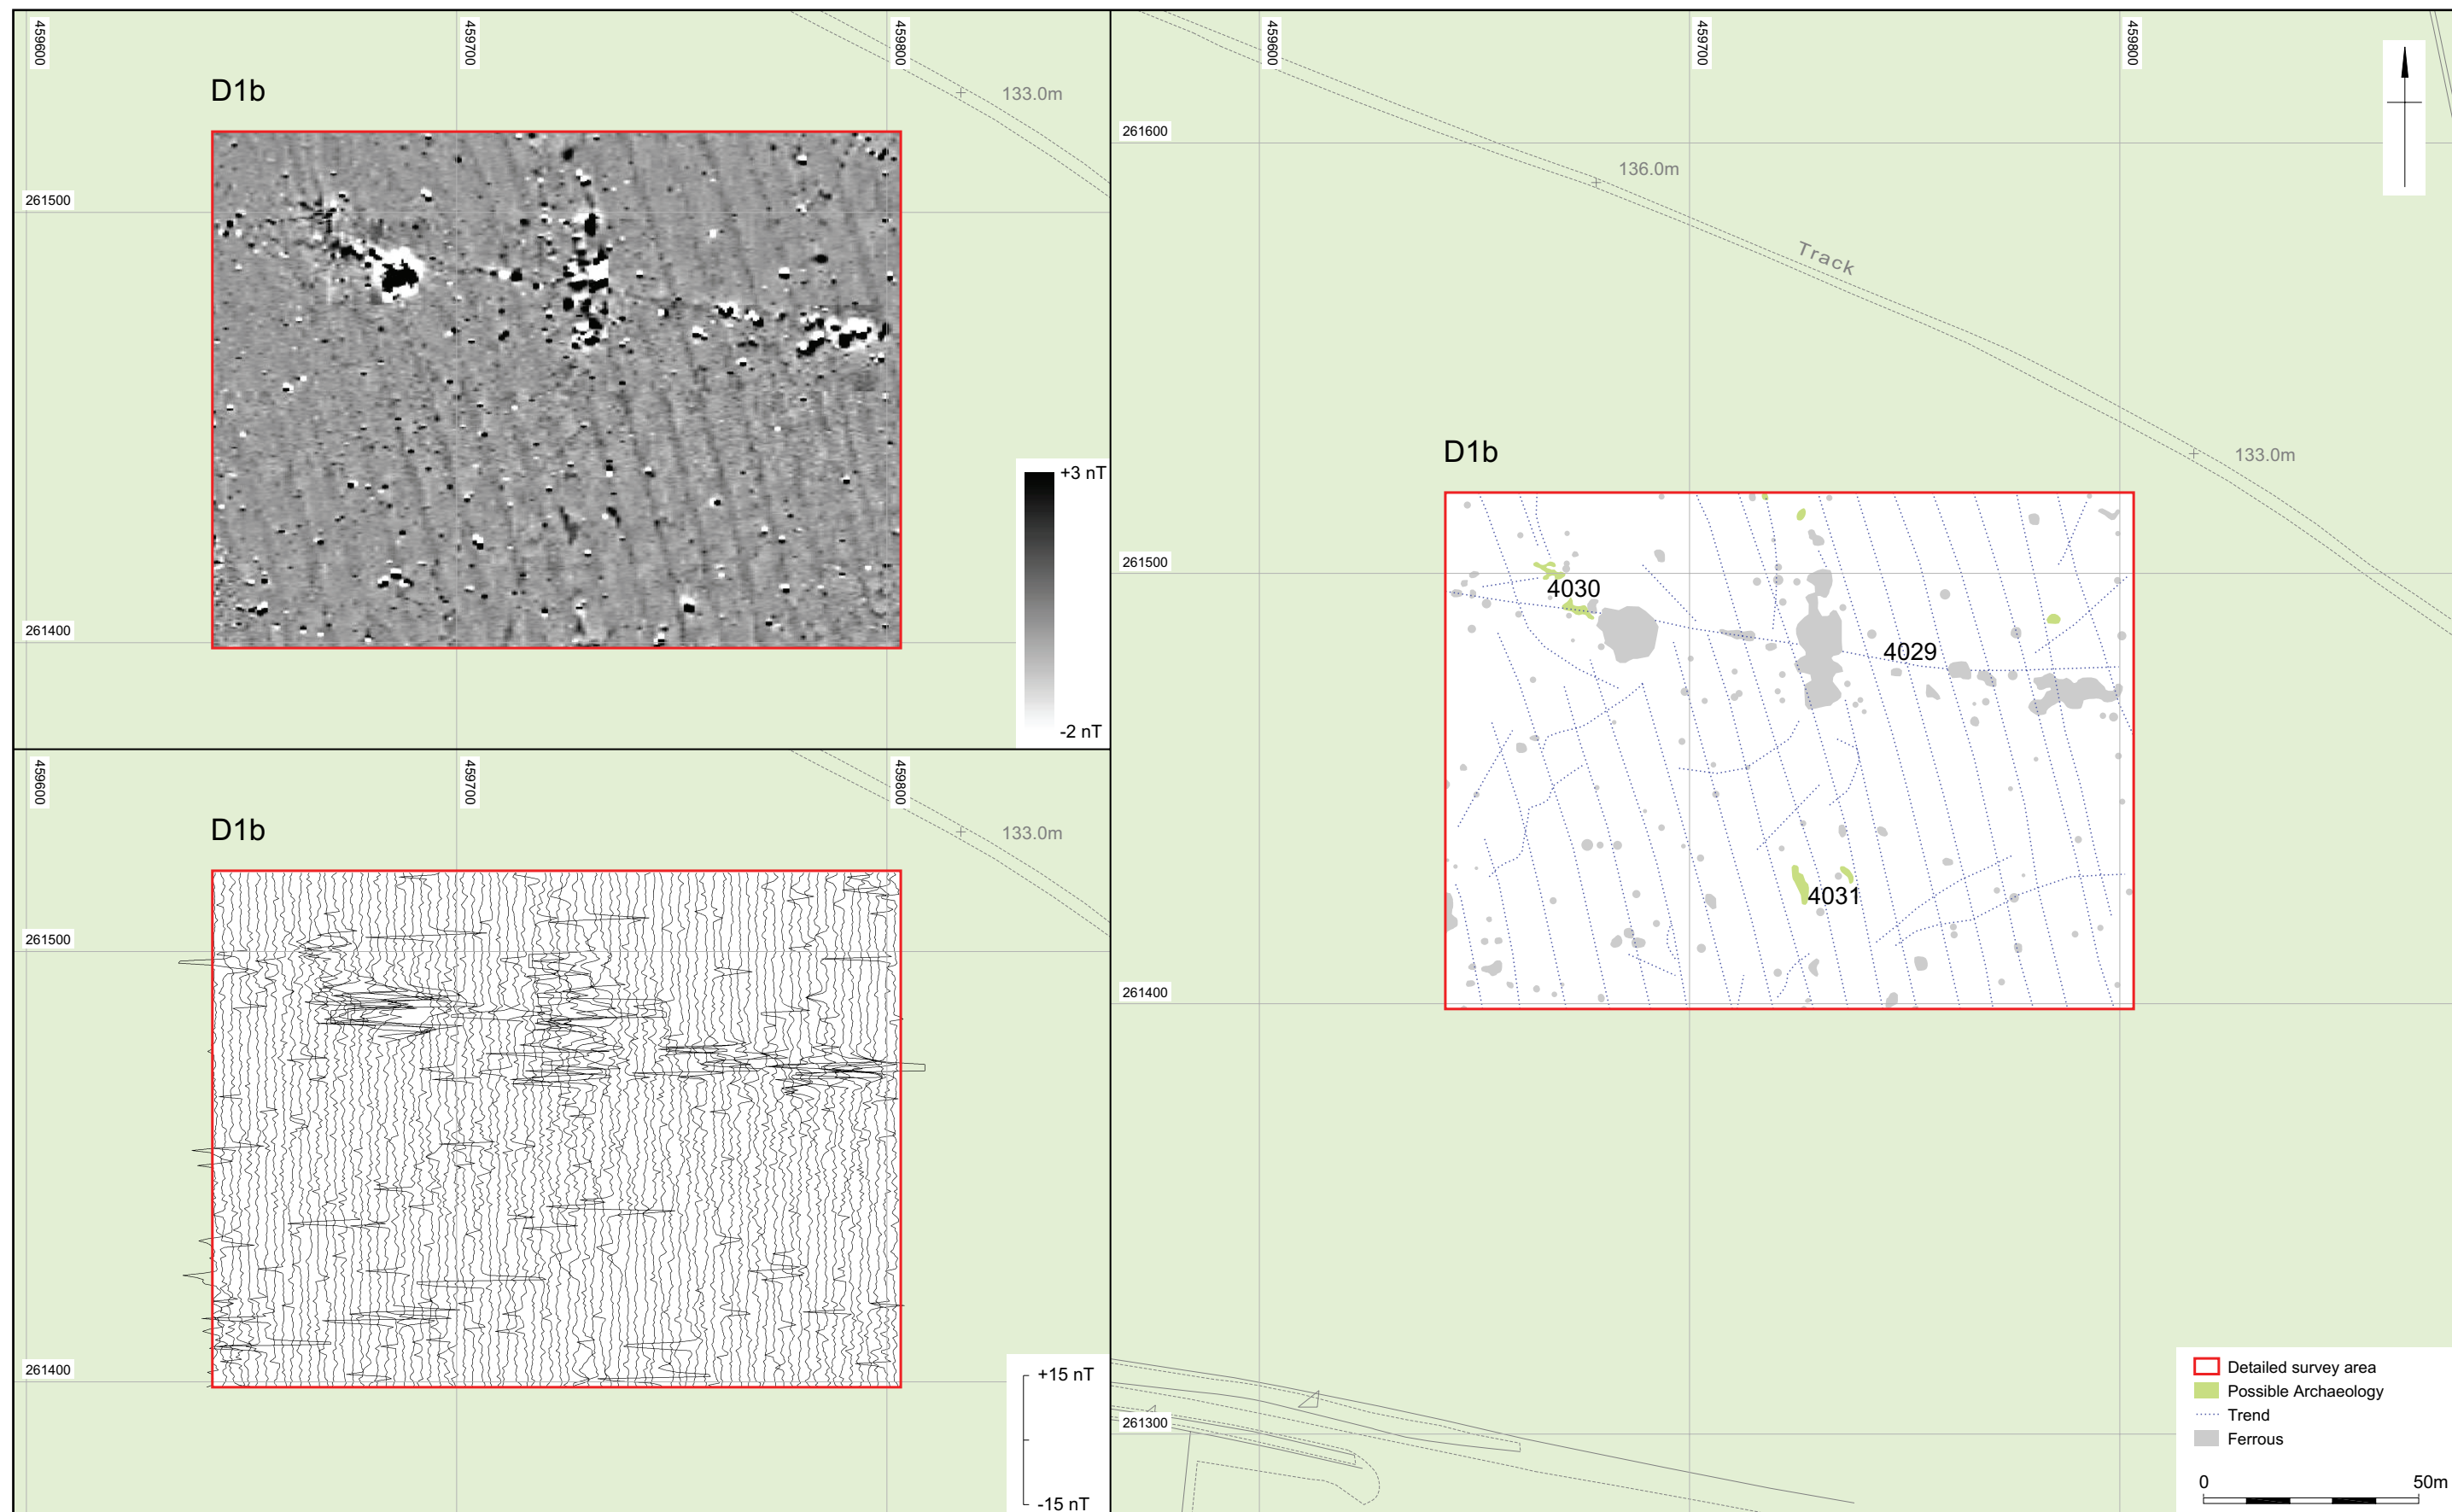 459600
459700
459800
D1b
133.0m
261500
+3 nT
261400
-2 nT
459600
459700
459800
D1b
133.0m
261500
261400
+15 nT
-15 nT
459600
459700
459800
261600
136.0m
Track
D1b
133.0m
261500
4030
4029
4031
261400
261300
Detailed survey area
Possible Archaeology
Trend
Ferrous
0 50m